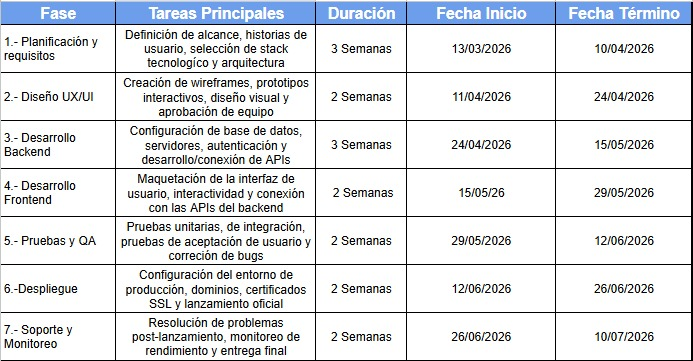 Fase Tareas Principales Duración Fecha Inicio Fecha Término
1.- Planificación y
requisitos
Definición de alcance, historias de
usuario, selección de stack
tecnologíco y arquitectura
3 Semanas
13/03/2026
10/04/2026
2.- Diseño UX/UI
Creación de wireframes, prototipos
interactivos, diseño visual y
aprobación de equipo
2 Semanas
11/04/2026
24/04/2026
3.- Desarrollo
Backend
Configuración de base de datos,
servidores, autenticación y
desarrollo/conexión de APIs
3 Semanas
24/04/2026
15/05/2026
4.- Desarrollo
Frontend
Maquetación de la interfaz de
usuario, interactividad y conexión
con las APIs del backend
2 Semanas
15/05/26
29/05/2026
5.- Pruebas y QA
Pruebas unitarias, de integración,
pruebas de aceptación de usuario y
correción de bugs
2 Semanas
29/05/2026
12/06/2026
6.-Despliegue
Configuración del entorno de
producción, dominios, certificados
SSL y lanzamiento oficial
2 Semanas
12/06/2026
26/06/2026
7.- Soporte y
Monitoreo
Resolución de problemas
post-lanzamiento, monitoreo de
rendimiento y entrega final
2 Semanas
26/06/2026
10/07/2026